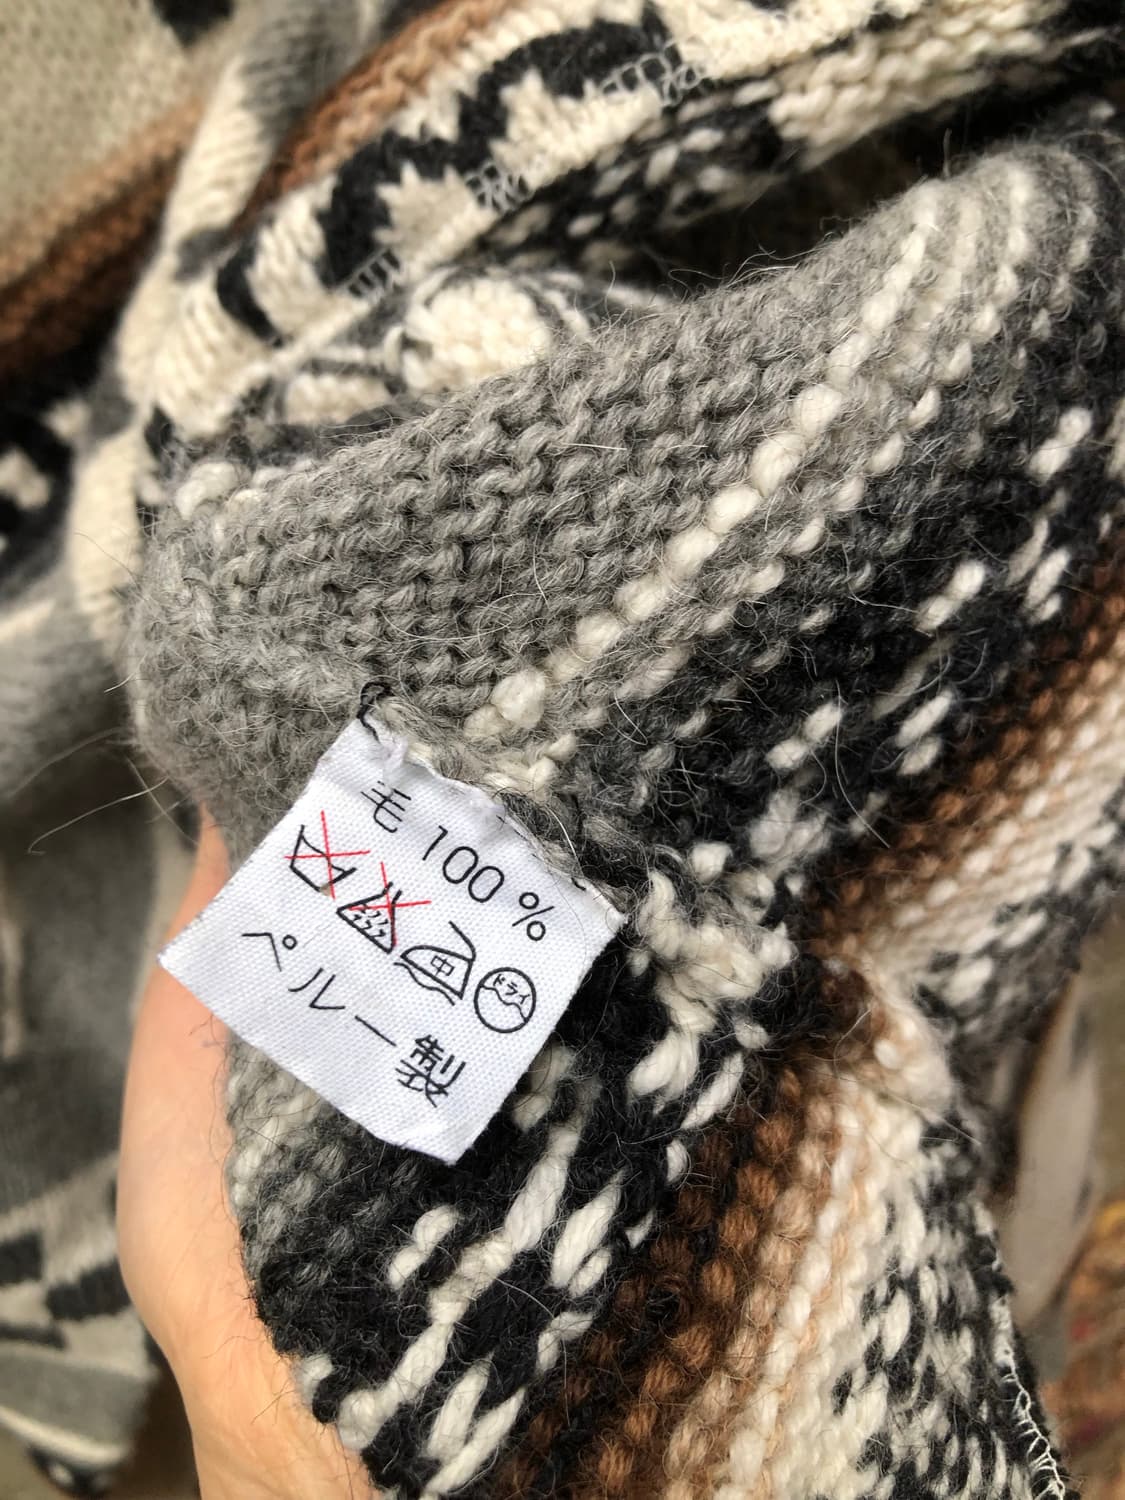 毛 100%
中
ドライ
ペルー製